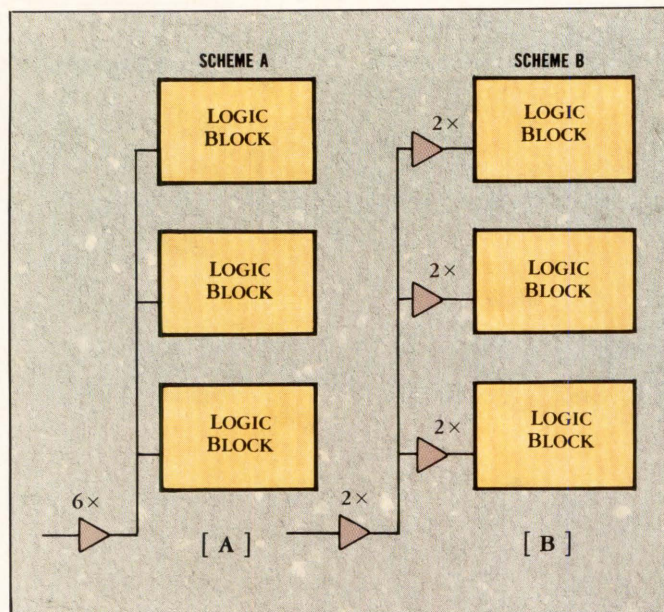 SCHEME A
LOGIC
BLOCK
LOGIC
BLOCK
LOGIC
BLOCK
6×
[ A ]
SCHEME B
2×
LOGIC
BLOCK
2×
LOGIC
BLOCK
2×
LOGIC
BLOCK
2×
[ B ]